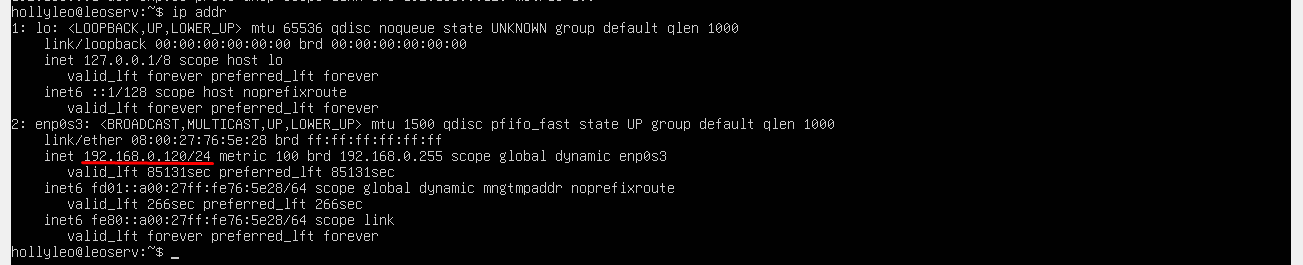 hollyleo@leoserv:~$ ip addr
1: lo: <LOOPBACK,UP,LOWER_UP> mtu 65536 qdisc noqueue state UNKNOWN group default qlen 1000
link/loopback 00:00:00:00:00:00 brd 00:00:00:00:00:00
inet 127.0.0.1/8 scope host lo
valid_lft forever preferred_lft forever
inet6 ::1/128 scope host noprefixroute
valid_lft forever preferred_lft forever
2: enp0s3: <BROADCAST,MULTICAST,UP,LOWER_UP> mtu 1500 qdisc pfifo_fast state UP group default qlen 1000
link/ether 08:00:27:76:5e:28 brd ff:ff:ff:ff:ff:ff
inet 192.168.0.120/24 metric 100 brd 192.168.0.255 scope global dynamic enp0s3
valid_lft 85131sec preferred_lft 85131sec
inet6 fd01::a00:27ff:fe76:5e28/64 scope global dynamic mngtmpaddr noprefixroute
valid_lft 266sec preferred_lft 266sec
inet6 fe80::a00:27ff:fe76:5e28/64 scope link
valid_lft forever preferred_lft forever
hollyleo@leoserv:~$ _